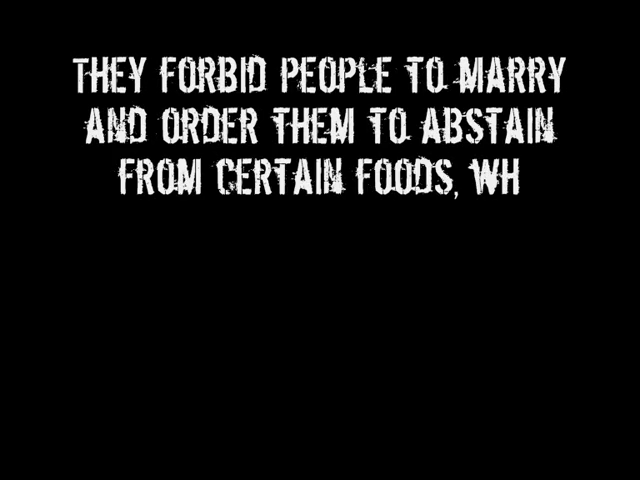 THEY FORBID PEOPLE TO MARRY
AND ORDER THEM TO ABSTAIN
FROM CERTAIN FOODS, WH